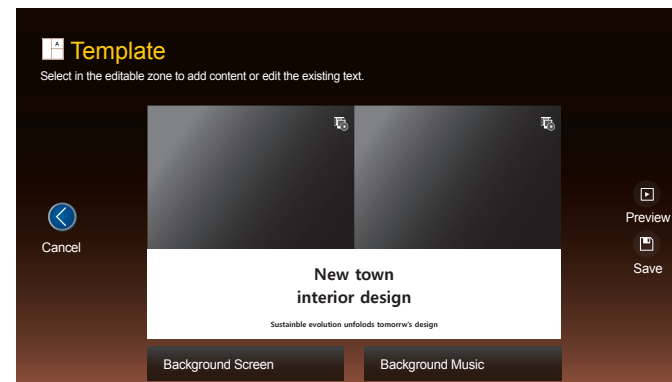 A
Template
Select in the editable zone to add content or edit the existing text.
Cancel
Preview
Save
New town
interior design
Sustainble evolution unfolods tomorrw's design
Background Screen
Background Music